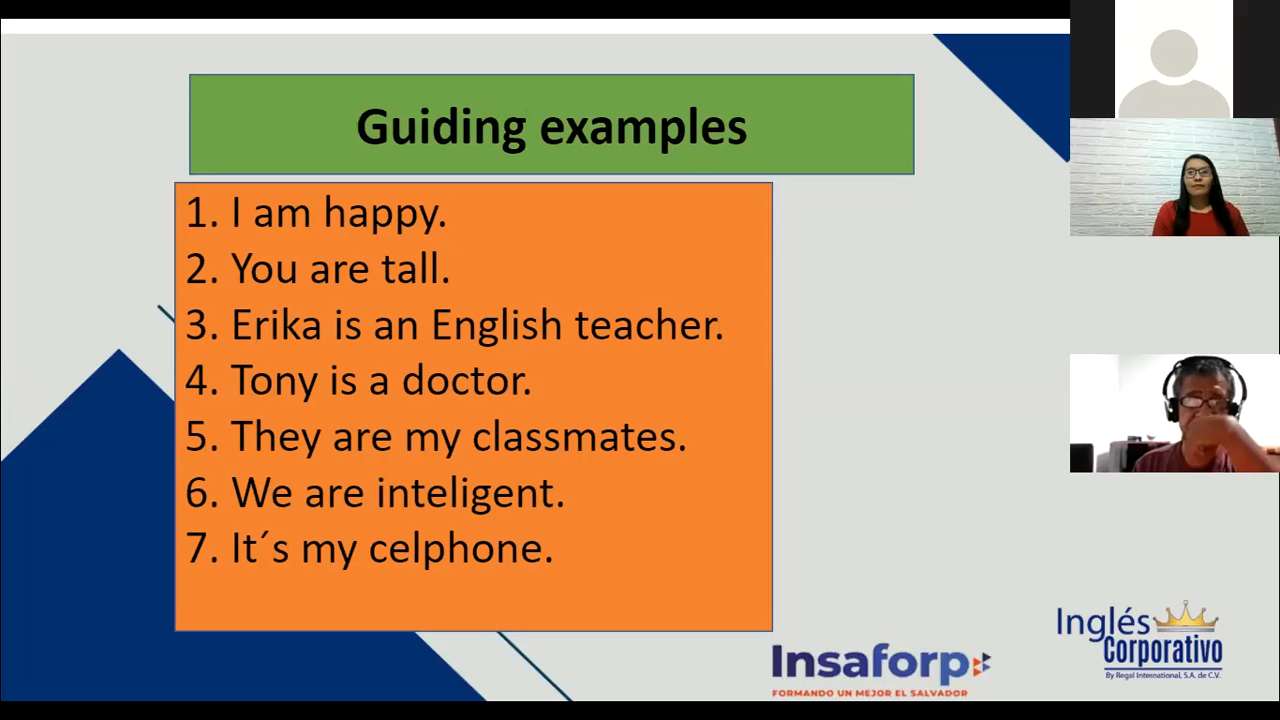 Guiding examples
1. I am happy.
2. You are tall.
3. Erika is an English teacher.
4. Tony is a doctor.
5. They are my classmates.
6. We are inteligent.
7. It´s my celphone.
Insaforp
FORMANDO UN MEJOR EL SALVADOR
Inglés
Corporativo
By Regal International, S.A. de C.V.